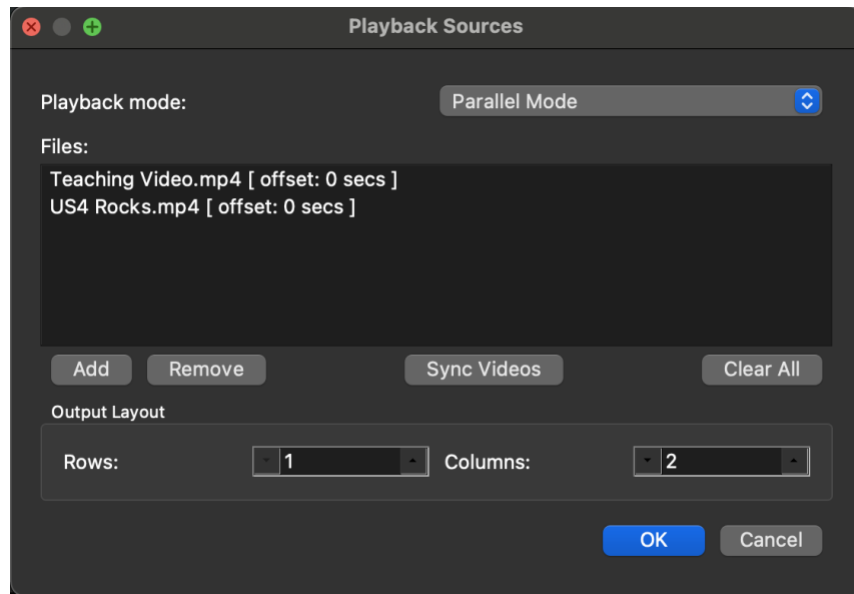 Playback Sources
Playback mode: Parallel Mode
Files:
Teaching Video.mp4 [ offset: 0 secs ]
US4 Rocks.mp4 [ offset: 0 secs ]
Add Remove Sync Videos Clear All
Output Layout
Rows: 1 Columns: 2
OK Cancel